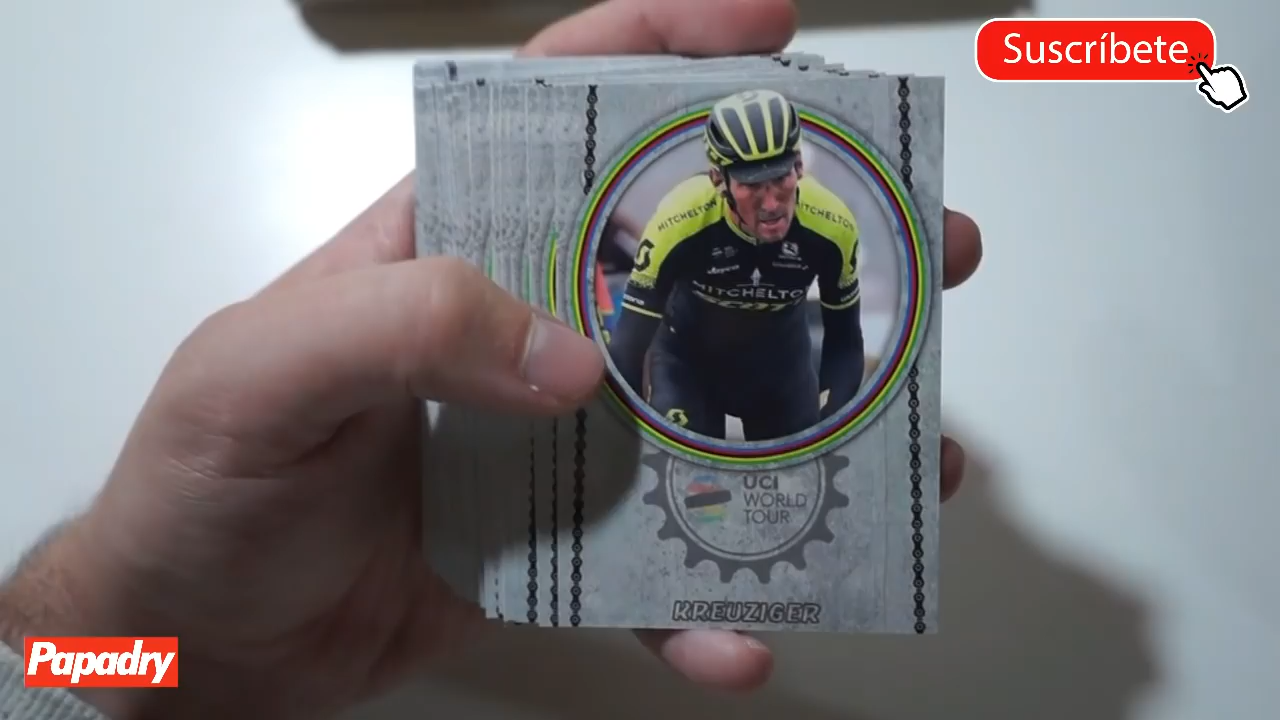 Suscríbete
MITCHELTON
MITCHELTON
MITCHELTON
SCOTT
UCI
WORLD
TOUR
KREUZIGER
Papadry